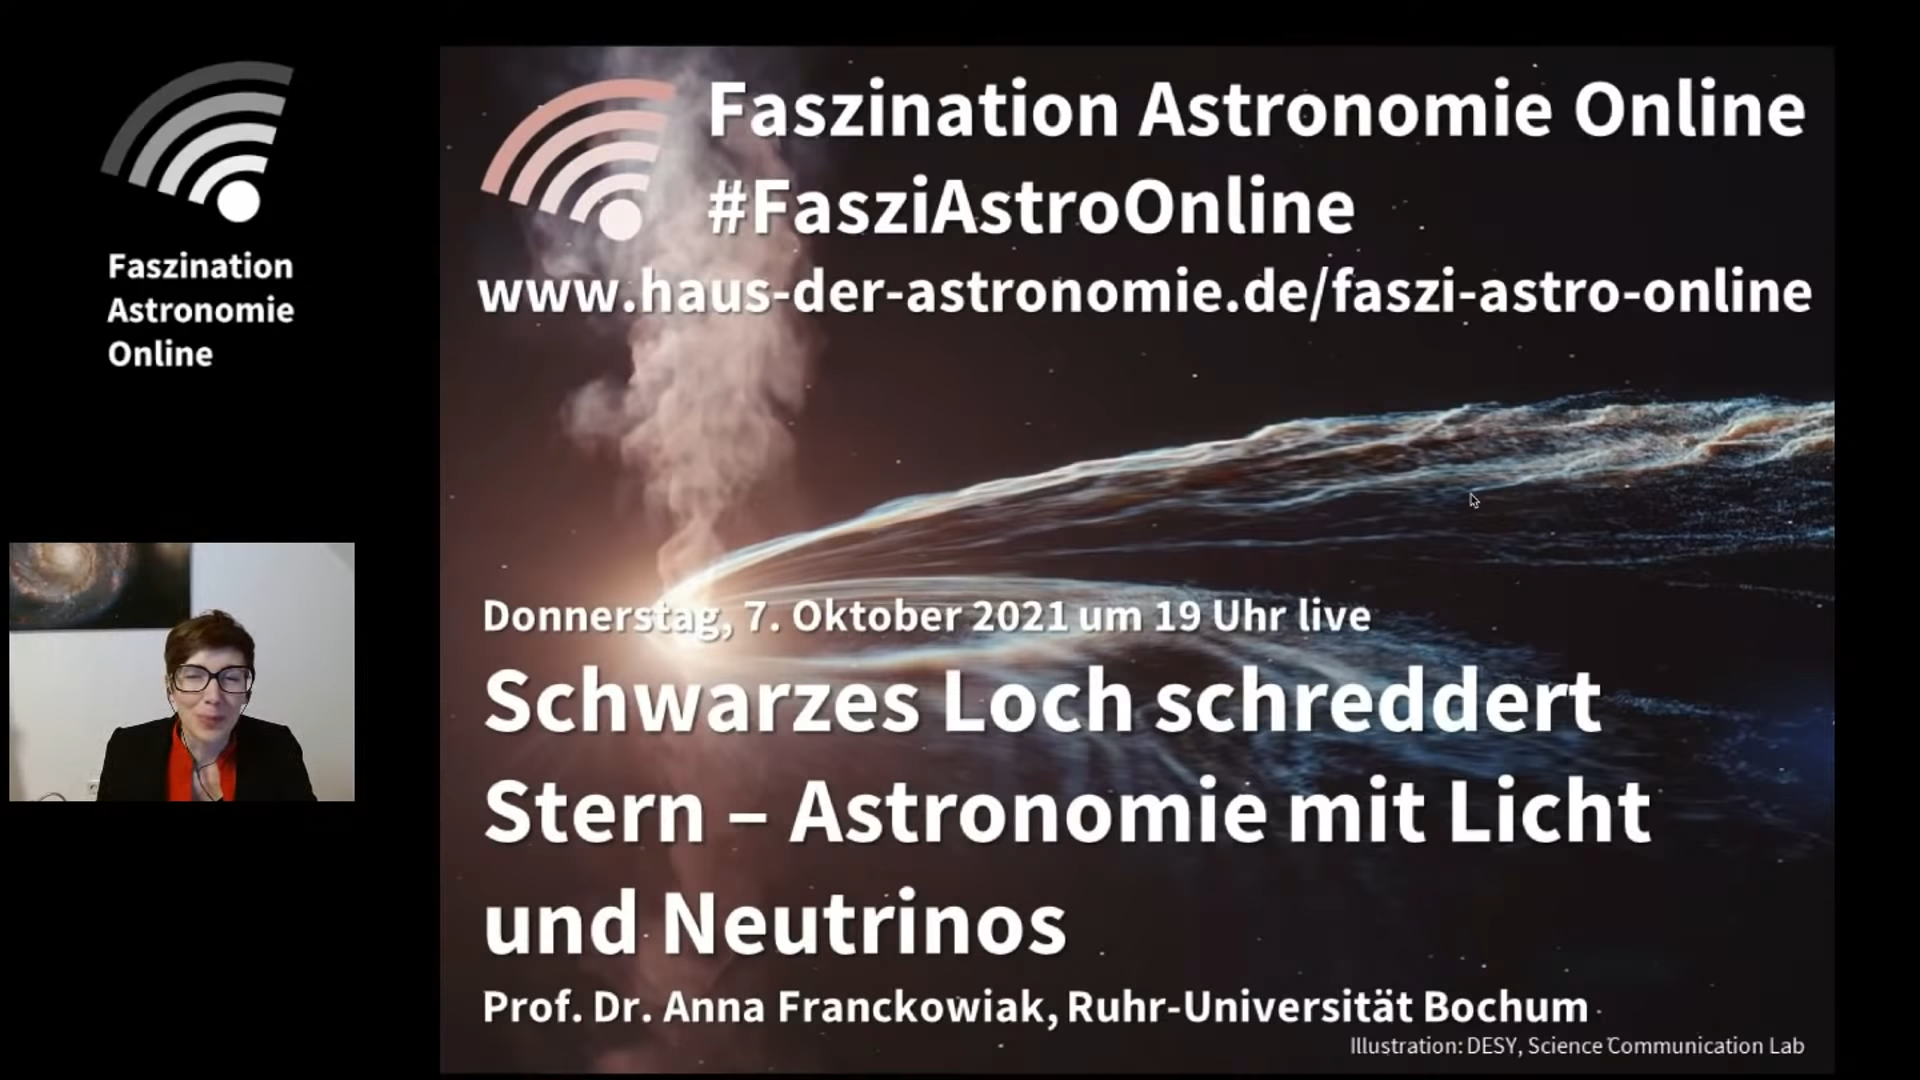 Faszination
Astronomie
Online
Faszination Astronomie Online
#FasziAstroOnline
www.haus-der-astronomie.de/faszi-astro-online
Donnerstag, 7. Oktober 2021 um 19 Uhr live
Schwarzes Loch schreddert
Stern – Astronomie mit Licht
und Neutrinos
Prof. Dr. Anna Franckowiak, Ruhr-Universität Bochum
Illustration: DESY, Science Communication Lab